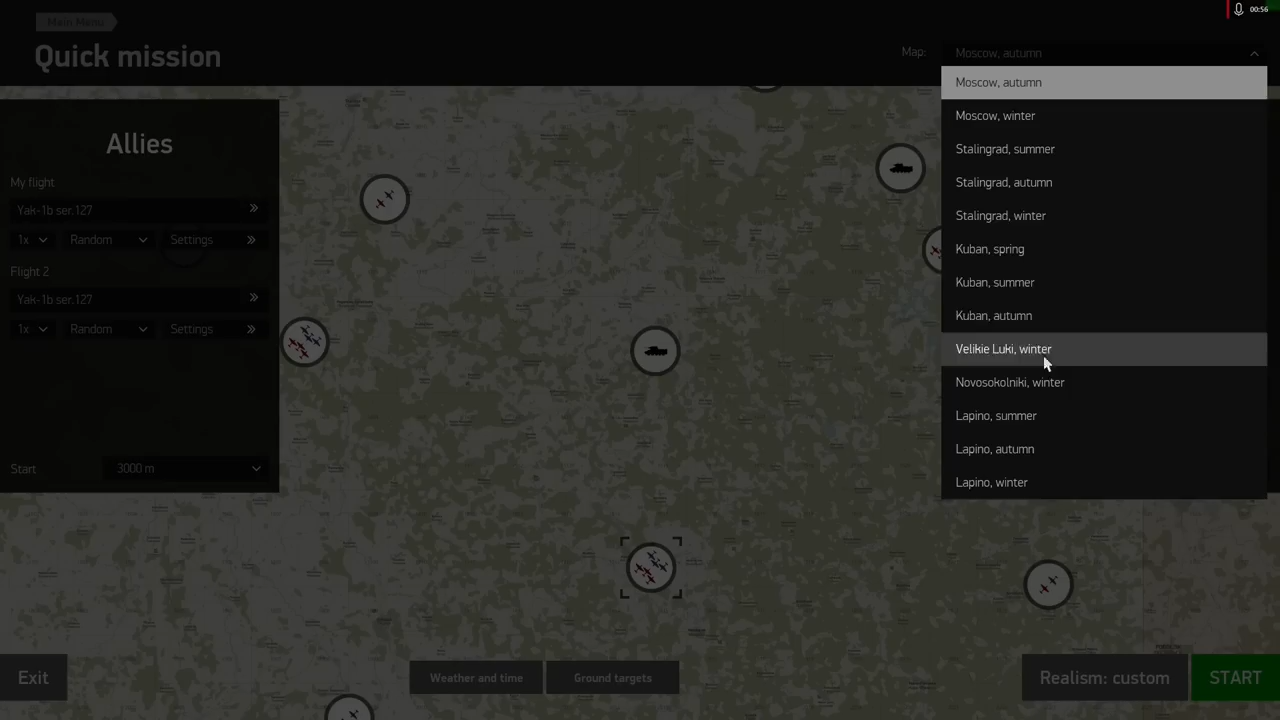 00:56
Main Menu
Quick mission
Map:
Moscow, autumn
Moscow, autumn
Moscow, winter
Stalingrad, summer
Stalingrad, autumn
Stalingrad, winter
Kuban, spring
Kuban, summer
Kuban, autumn
Velikie Luki, winter
Novosokolniki, winter
Lapino, summer
Lapino, autumn
Lapino, winter
Allies
My flight
Yak-1b ser.127
1x
Random
Settings
Flight 2
Yak-1b ser.127
1x
Random
Settings
Start
3000 m
Exit
Weather and time
Ground targets
Realism: custom
START